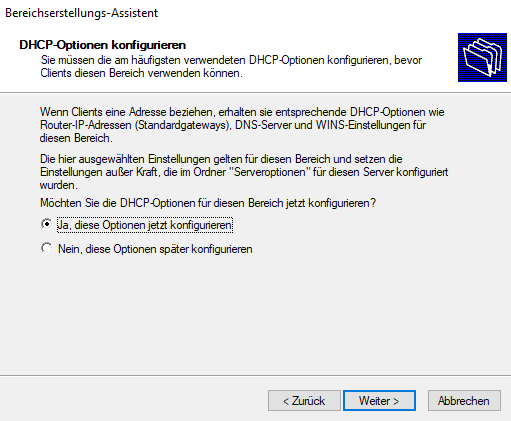 Bereichserstellungs-Assistent
DHCP-Optionen konfigurieren
Sie müssen die am häufigsten verwendeten DHCP-Optionen konfigurieren, bevor
Clients diesen Bereich verwenden können.
Wenn Clients eine Adresse beziehen, erhalten sie entsprechende DHCP-Optionen wie
Router-IP-Adressen (Standardgateways), DNS-Server und WINS-Einstellungen für
diesen Bereich.
Die hier ausgewählten Einstellungen gelten für diesen Bereich und setzen die
Einstellungen außer Kraft, die im Ordner "Serveroptionen" für diesen Server konfiguriert
wurden.
Möchten Sie die DHCP-Optionen für diesen Bereich jetzt konfigurieren?
Ja, diese Optionen jetzt konfigurieren
Nein, diese Optionen später konfigurieren
< Zurück Weiter > Abbrechen